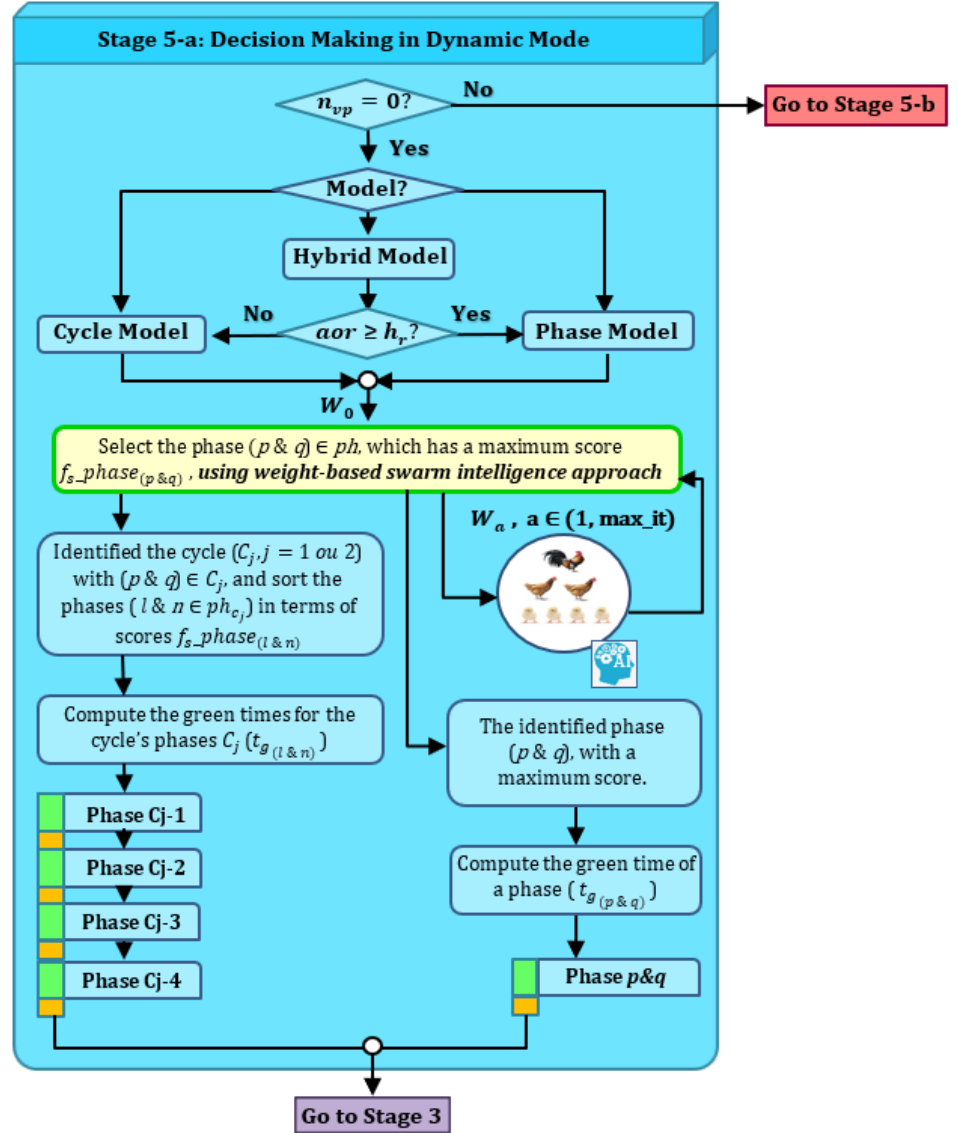 Stage 5-a: Decision Making in Dynamic Mode
n_vp = 0?
No
Go to Stage 5-b
Yes
Model?
Hybrid Model
No
Yes
Cycle Model
aor ≥ h_r?
Phase Model
W_0
Select the phase (p & q) ∈ ph, which has a maximum score
f_s_phase_(p & q) , using weight-based swarm intelligence approach
W_a , a ∈ (1, max_it)
Identified the cycle (C_j, j = 1 ou 2)
with (p & q) ∈ C_j, and sort the
phases ( l & n ∈ ph_c_j) in terms of
scores f_s_phase_(l & n)
AI
Compute the green times for the
cycle's phases C_j (t_g_(l & n) )
The identified phase
(p & q), with a
maximum score.
Phase Cj-1
Phase Cj-2
Phase Cj-3
Phase Cj-4
Compute the green time of
a phase ( t_g_(p & q) )
Phase p&q
Go to Stage 3